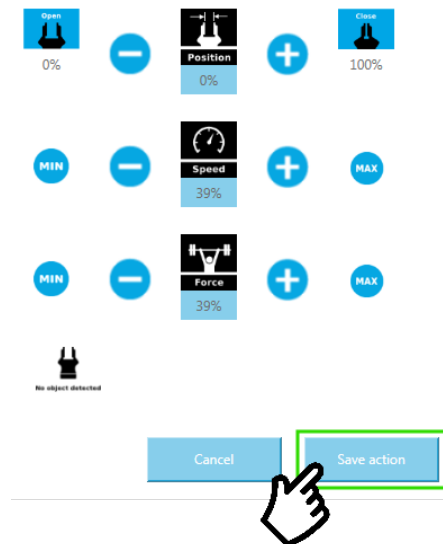 Open
Close
Position
0%
0%
100%
MIN
Speed
39%
MAX
MIN
Force
39%
MAX
No object detected
Cancel
Save action